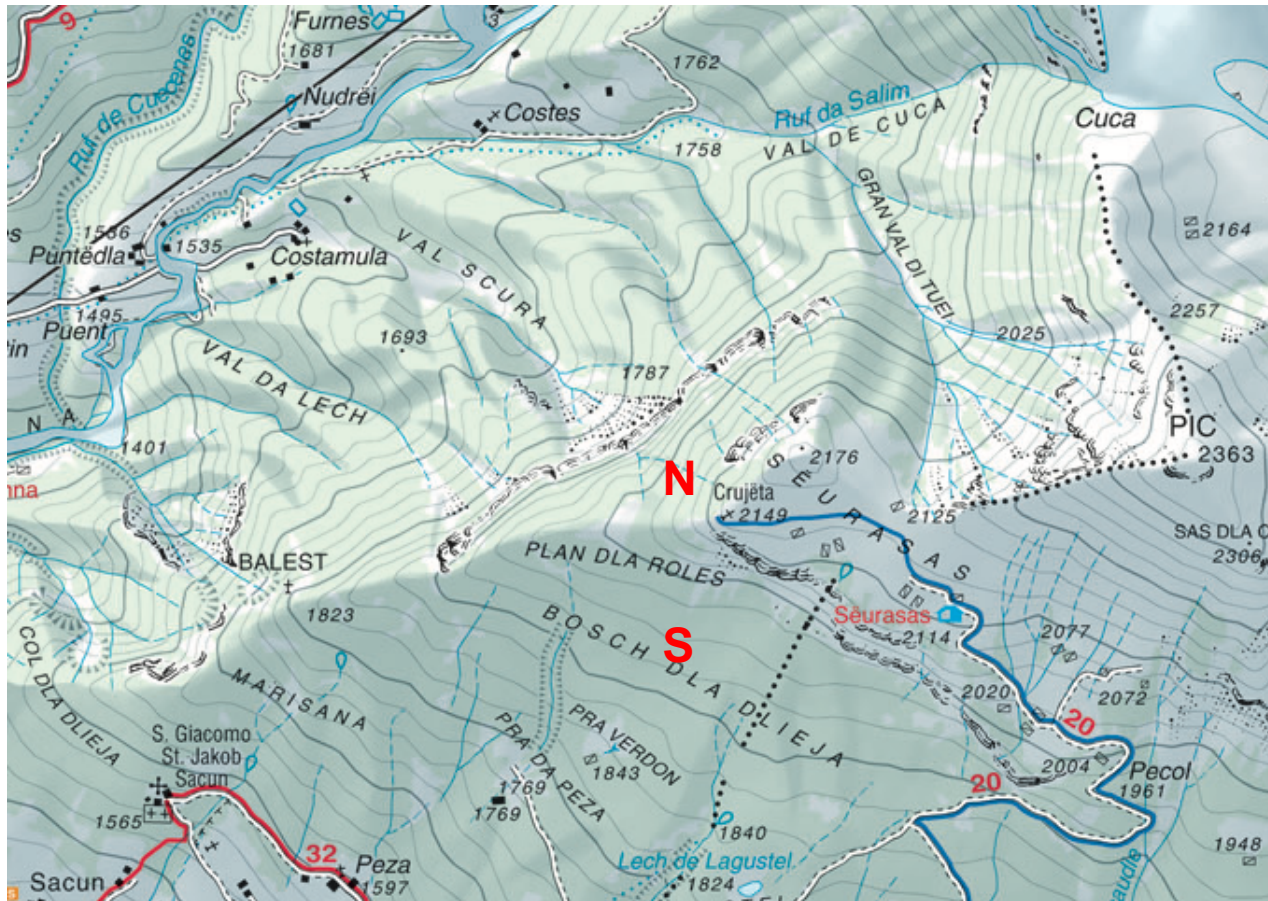 9
Furnes
3
1681
1762
Ruf de Cuecenes
Nudrëi
Costes
Ruf da Salim
Cuca
1758
VAL DE CUCA
GRAN VAL DI TUEI
2164
1566
1535
Puntëdla
Costamula
VAL SCURA
1495
Puent
tin
1693
2257
2025
VAL DA LECH
1787
N A
1401
PIC
2363
nna
N
SËURASAS
2176
Crujëta
2149
2125
PLAN DLA ROLES
SAS DLA C
2306
BALEST
1823
BOSCH DLA DLIEJA
S
Sëurasas
2114
2077
COL DLA DLIEJA
MARISANA
2020
2072
20
S. Giacomo
St. Jakob
Sacun
PRA DA PEZA
PRA VERDON
1843
2004
Pecol
1961
20
1769
1769
1565
1840
1948
32
Peza
1597
Lech de Lagustel
1824
Sacun
S